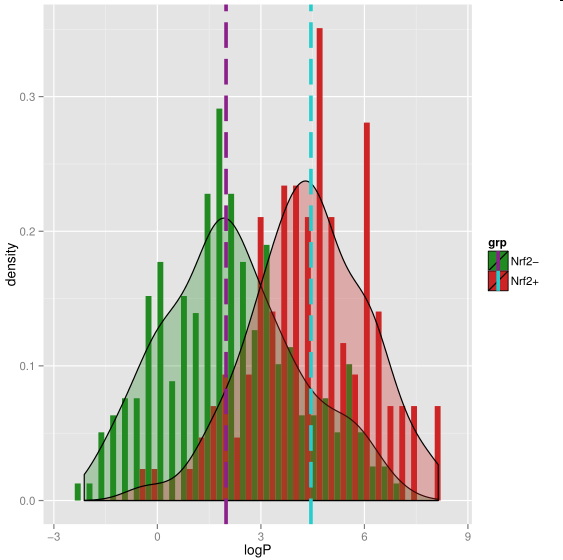 0.3
0.2
0.1
0.0
density
−3
0
3
6
9
logP
grp
Nrf2−
Nrf2+